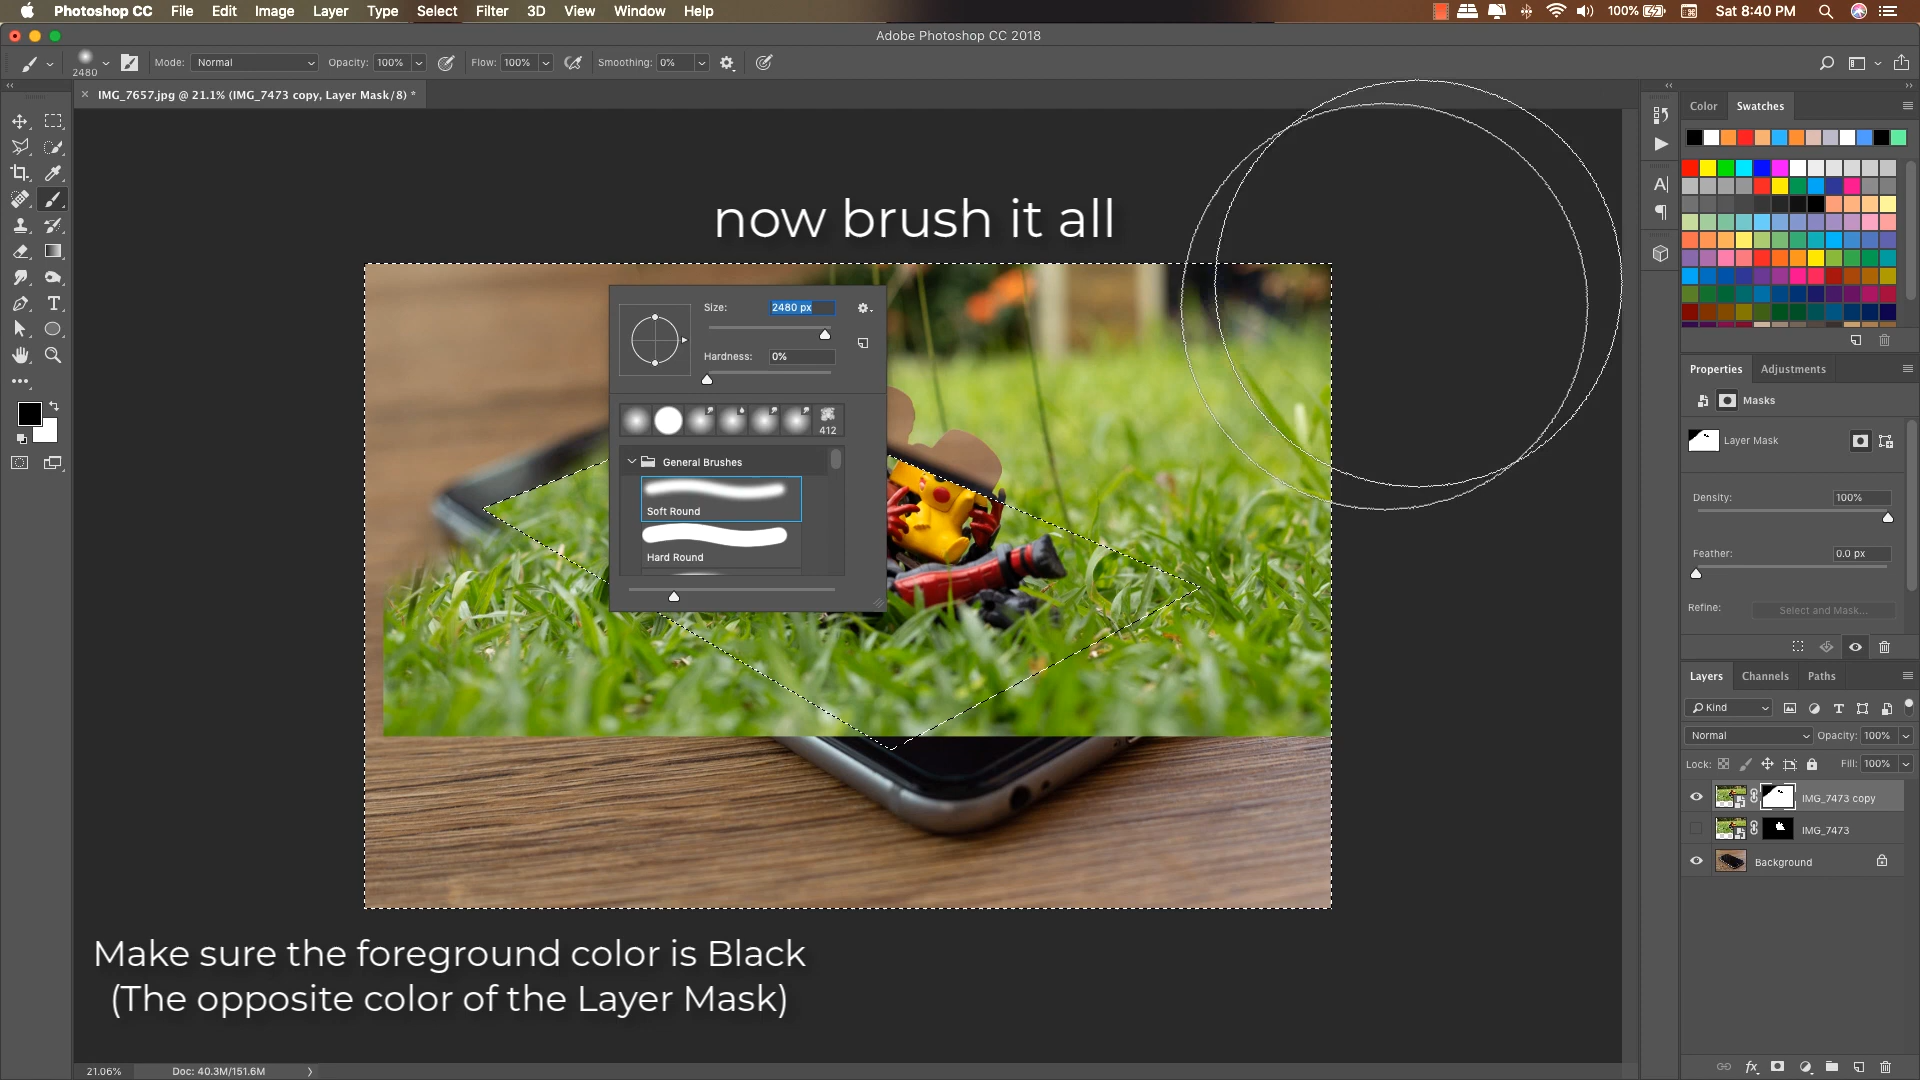 Photoshop CC File Edit Image Layer Type Select Filter 3D View Window Help 100% Sat 8:40 PM
Adobe Photoshop CC 2018
2480 Mode: Normal Opacity: 100% Flow: 100% Smoothing: 0%
IMG_7657.jpg @ 21.1% (IMG_7473 copy, Layer Mask/8) *
Color Swatches
now brush it all
Size: 2480 px
Hardness: 0%
412
General Brushes
Soft Round
Hard Round
Properties Adjustments
Masks
Layer Mask
Density: 100%
Feather: 0.0 px
Refine: Select and Mask...
Layers Channels Paths
Kind
Normal Opacity: 100%
Lock: Fill: 100%
IMG_7473 copy
IMG_7473
Background
Make sure the foreground color is Black
(The opposite color of the Layer Mask)
21.06% Doc: 40.3M/151.6M